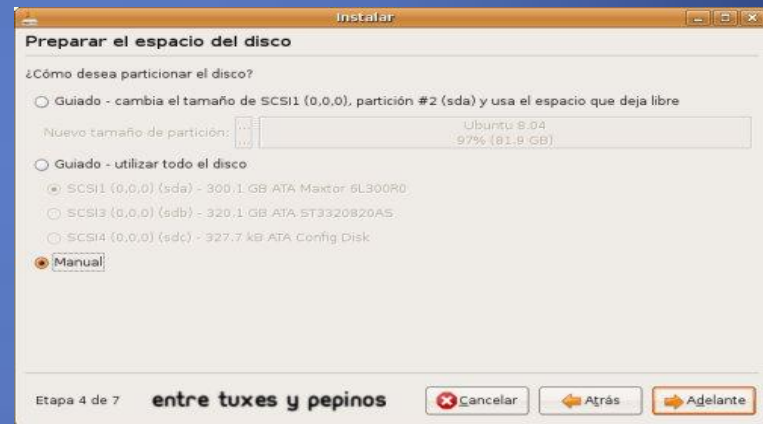 Instalar
Preparar el espacio del disco
¿Cómo desea particionar el disco?
Guiado - cambia el tamaño de SCSI1 (0,0,0), partición #2 (sda) y usa el espacio que deja libre
Nuevo tamaño de partición:
Ubuntu 8.04
97% (81.9 GB)
Guiado - utilizar todo el disco
SCSI1 (0,0,0) (sda) - 300.1 GB ATA Maxtor 6L300R0
SCSI3 (0,0,0) (sdb) - 320.1 GB ATA ST3320820AS
SCSI4 (0,0,0) (sdc) - 327.7 kB ATA Config Disk
Manual
Etapa 4 de 7
entre tuxes y pepinos
Cancelar
Atrás
Adelante